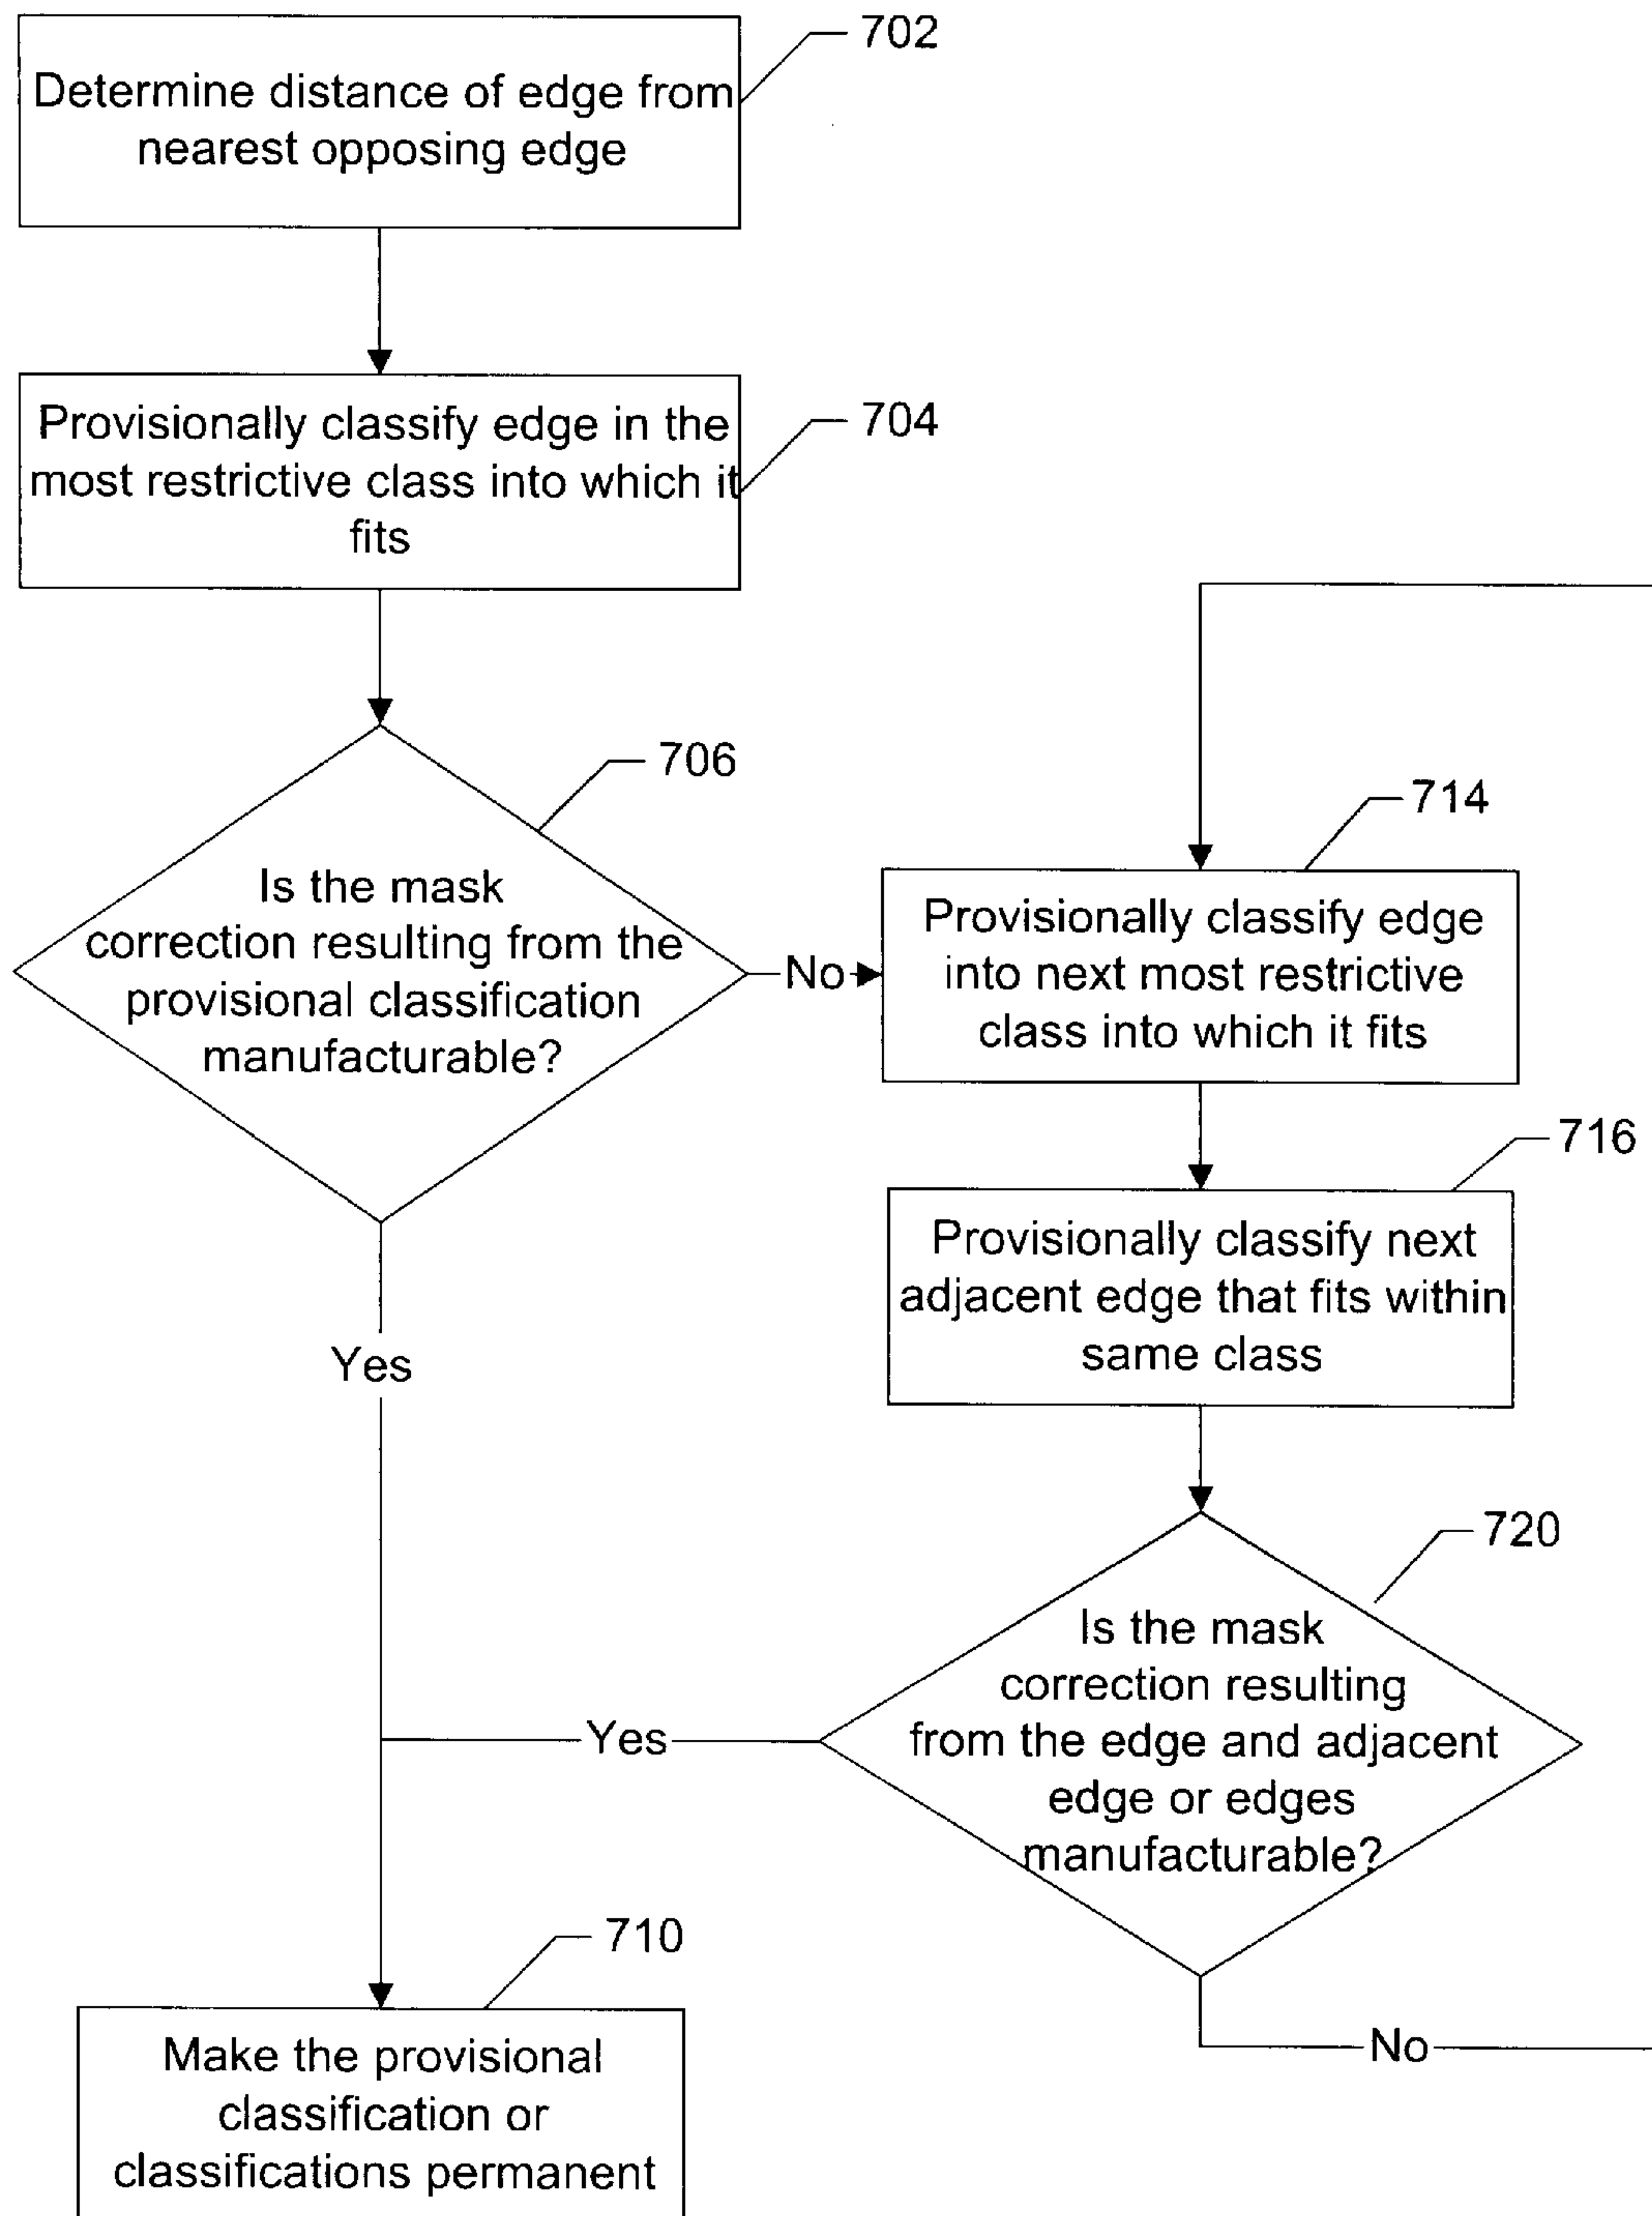 702
Determine distance of edge from
nearest opposing edge
704
Provisionally classify edge in the
most restrictive class into which it
fits
706
Is the mask
correction resulting from the
provisional classification
manufacturable?
No
714
Provisionally classify edge
into next most restrictive
class into which it fits
716
Provisionally classify next
adjacent edge that fits within
same class
Yes
720
Is the mask
correction resulting
from the edge and adjacent
edge or edges
manufacturable?
Yes
No
710
Make the provisional
classification or
classifications permanent